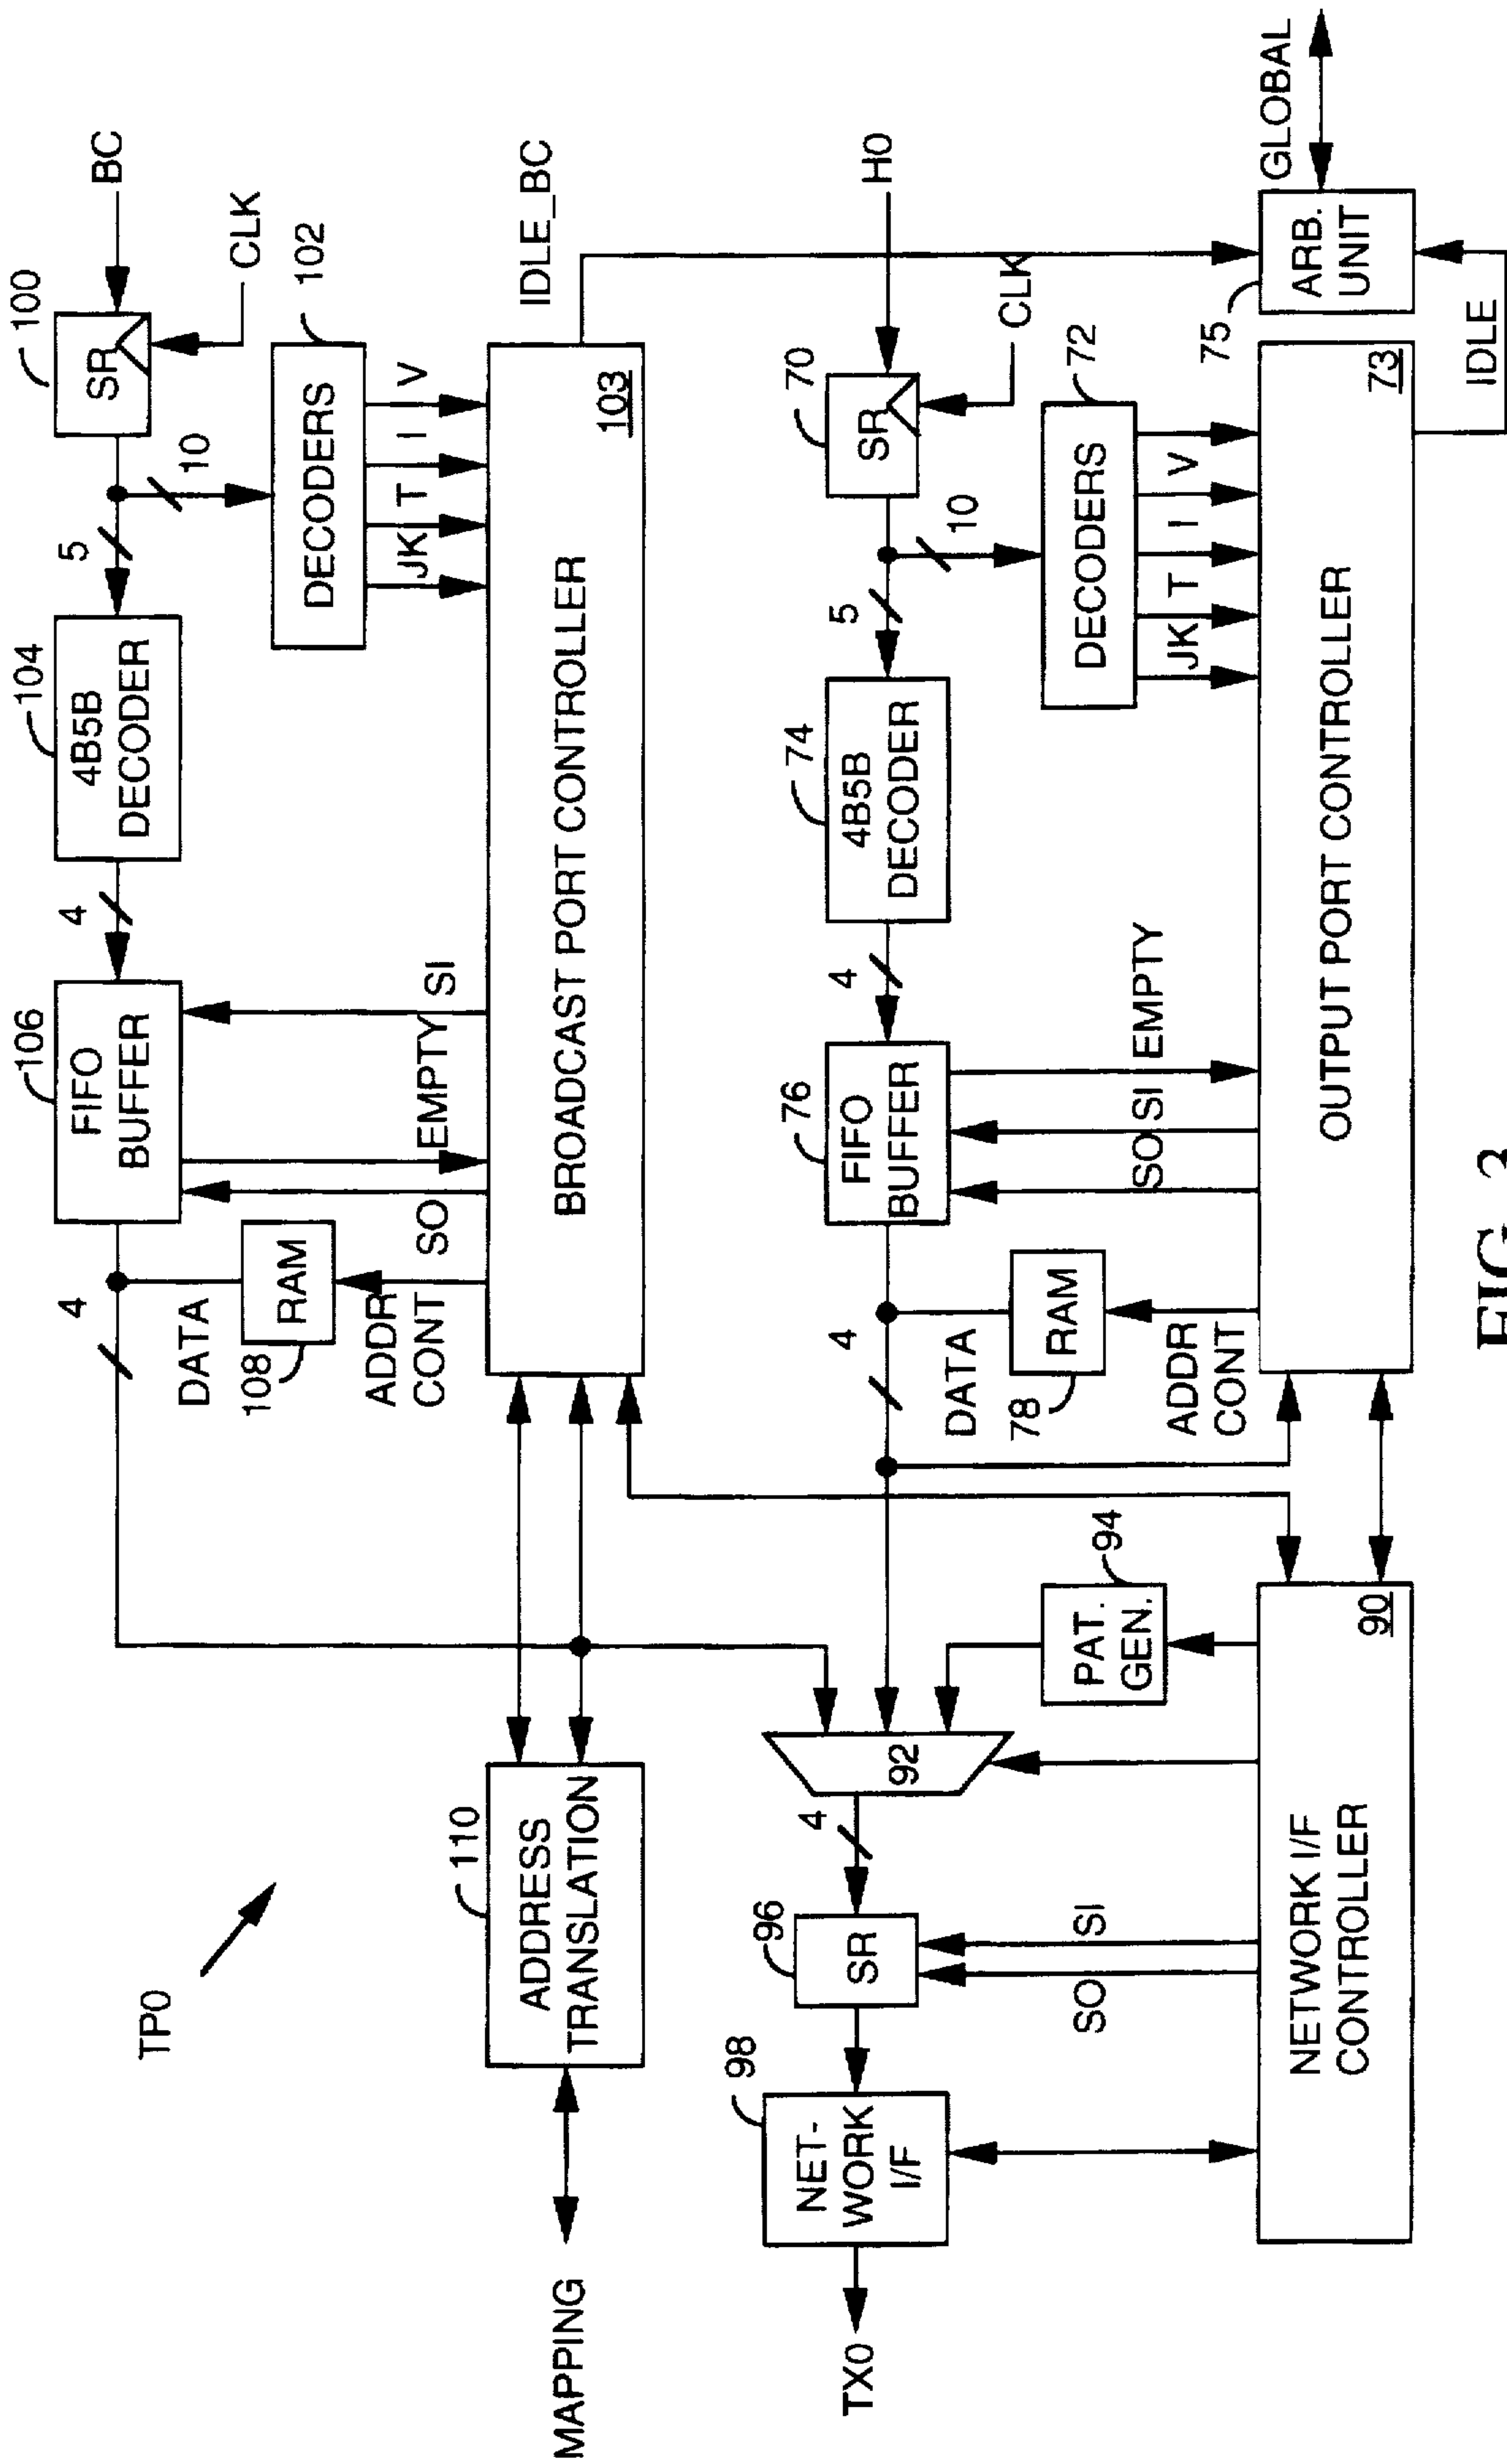 TP0
MAPPING
110
ADDRESS
TRANSLATION
4
DATA
108
RAM
ADDR
CONT
106
FIFO
BUFFER
SO
EMPTY
SI
4
104
4B5B
DECODER
5
10
100
SR
BC
CLK
102
DECODERS
JK
T
I
V
BROADCAST PORT CONTROLLER
103
IDLE_BC
TX0
98
NET-
WORK
I/F
96
SR
SO
SI
4
92
94
PAT.
GEN.
NETWORK I/F
CONTROLLER
90
4
DATA
78
RAM
ADDR
CONT
76
FIFO
BUFFER
SO
SI
EMPTY
4
74
4B5B
DECODER
5
10
70
SR
H0
CLK
72
DECODERS
JK
T
I
V
OUTPUT PORT CONTROLLER
73
75
ARB.
UNIT
GLOBAL
IDLE
FIG.